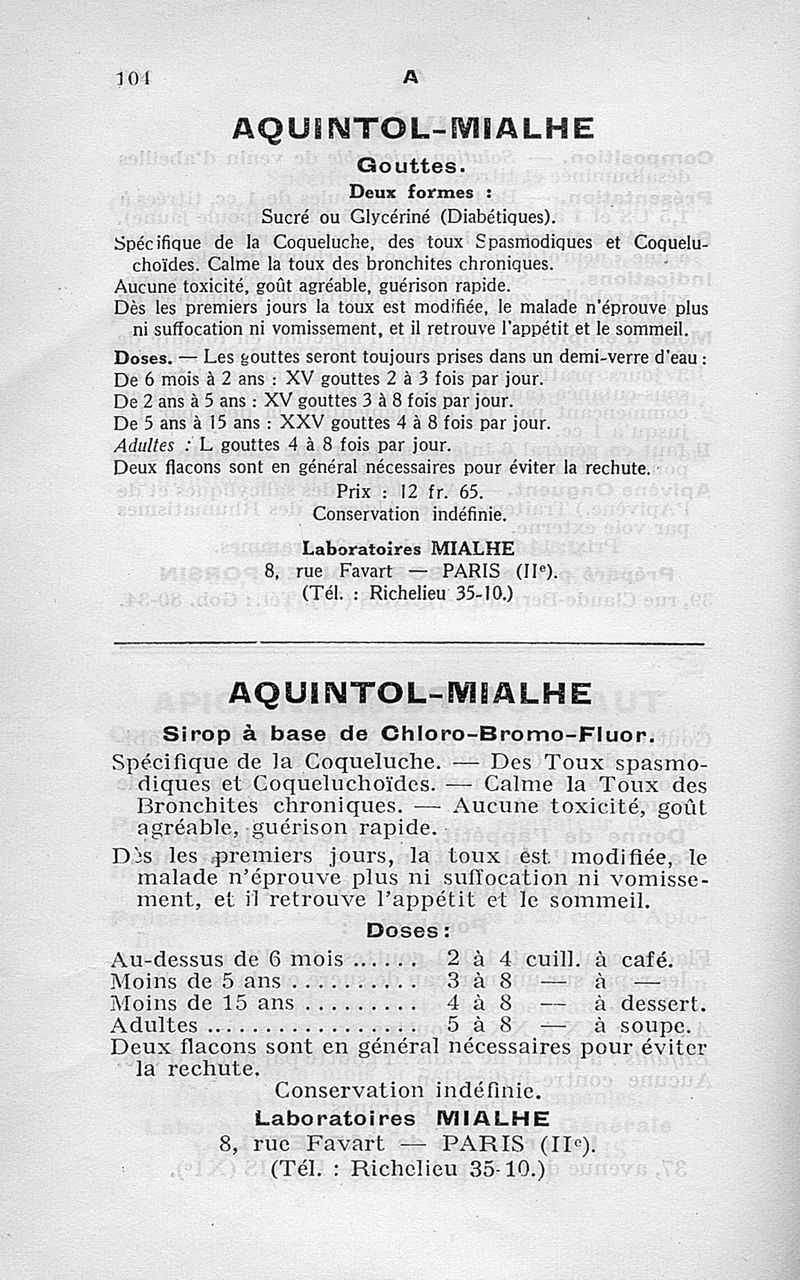 104
A
AQUINTOL-MIALHE
Gouttes.
Deux formes :
Sucré ou Glycériné (Diabétiques).
Spécifique de la Coqueluche, des toux Spasmodiques et Coquelu-
choïdes. Calme la toux des bronchites chroniques.
Aucune toxicité, goût agréable, guérison rapide.
Dès les premiers jours la toux est modifiée, le malade n'éprouve plus
ni suffocation ni vomissement, et il retrouve l'appétit et le sommeil.
Doses. — Les gouttes seront toujours prises dans un demi-verre d'eau :
De 6 mois à 2 ans : XV gouttes 2 à 3 fois par jour.
De 2 ans à 5 ans : XV gouttes 3 à 8 fois par jour.
De 5 ans à 15 ans : XXV gouttes 4 à 8 fois par jour.
Adultes : L gouttes 4 à 8 fois par jour.
Deux flacons sont en général nécessaires pour éviter la rechute.
Prix : 12 fr. 65.
Conservation indéfinie.
Laboratoires MIALHE
8, rue Favart — PARIS (IIe).
(Tél. : Richelieu 35-10.)
AQUINTOL-MIALHE
Sirop à base de Chloro-Bromo-Fluor.
Spécifique de la Coqueluche. — Des Toux spasmo-
diques et Coqueluchoïdes. — Calme la Toux des
Bronchites chroniques. — Aucune toxicité, goût
agréable, guérison rapide.
Dès les premiers jours, la toux est modifiée, le
malade n'éprouve plus ni suffocation ni vomisse-
ment, et il retrouve l'appétit et le sommeil.
Doses :
Au-dessus de 6 mois ....... 2 à 4 cuill. à café.
Moins de 5 ans .......... 3 à 8 — à —
Moins de 15 ans ......... 4 à 8 — à dessert.
Adultes ................. 5 à 8 — à soupe.
Deux flacons sont en général nécessaires pour éviter
la rechute.
Conservation indéfinie.
Laboratoires MIALHE
8, rue Favart — PARIS (IIe).
(Tél. : Richelieu 35-10.)